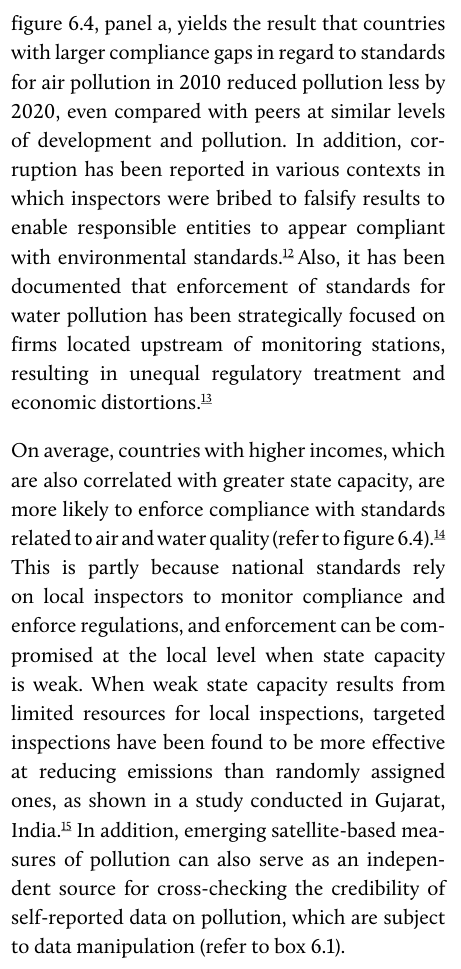 figure 6.4, panel a, yields the result that countries
with larger compliance gaps in regard to standards
for air pollution in 2010 reduced pollution less by
2020, even compared with peers at similar levels
of development and pollution. In addition, cor-
ruption has been reported in various contexts in
which inspectors were bribed to falsify results to
enable responsible entities to appear compliant
with environmental standards.12 Also, it has been
documented that enforcement of standards for
water pollution has been strategically focused on
firms located upstream of monitoring stations,
resulting in unequal regulatory treatment and
economic distortions.13
On average, countries with higher incomes, which
are also correlated with greater state capacity, are
more likely to enforce compliance with standards
related to air and water quality (refer to figure 6.4).14
This is partly because national standards rely
on local inspectors to monitor compliance and
enforce regulations, and enforcement can be com-
promised at the local level when state capacity
is weak. When weak state capacity results from
limited resources for local inspections, targeted
inspections have been found to be more effective
at reducing emissions than randomly assigned
ones, as shown in a study conducted in Gujarat,
India.15 In addition, emerging satellite-based mea-
sures of pollution can also serve as an indepen-
dent source for cross-checking the credibility of
self-reported data on pollution, which are subject
to data manipulation (refer to box 6.1).